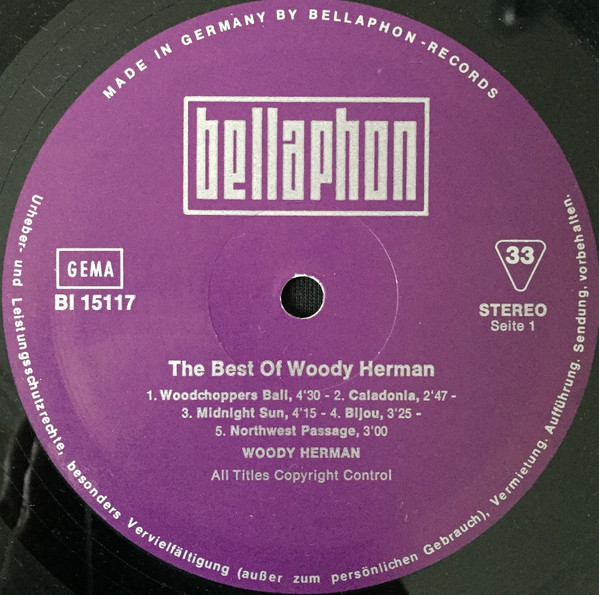 MADE IN GERMANY BY BELLAPHON-RECORDS
bellaphon
GEMA
BI 15117
33
STEREO
Seite 1
The Best Of Woody Herman
1. Woodchoppers Ball, 4'30 - 2. Caladonia, 2'47 -
3. Midnight Sun, 4'15 - 4. Bijou, 3'25 -
5. Northwest Passage, 3'00
WOODY HERMAN
All Titles Copyright Control
Urheber- und Leistungsschutzrechte, besonders Vervielfältigung (außer zum persönlichen Gebrauch), Vermietung. Aufführung. Sendung, vorbehalten.